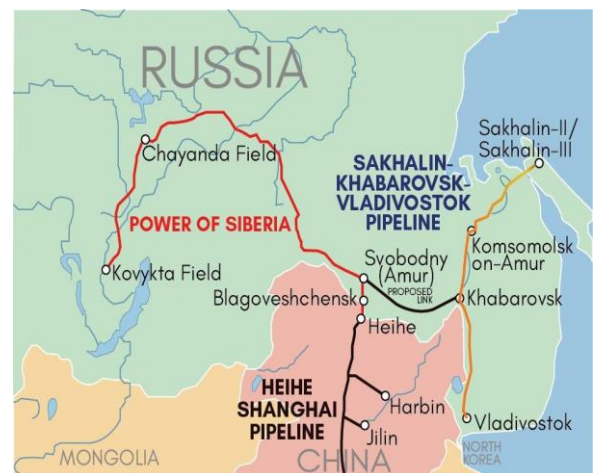 RUSSIA
Sakhalin-II/
Sakhalin-III
Chayanda Field
SAKHALIN-
KHABAROVSK-
VLADIVOSTOK
PIPELINE
POWER OF SIBERIA
Komsomolsk
on-Amur
Svobodny
(Amur)
Kovykta Field
PROPOSED
LINK
Blagoveshchensk
Khabarovsk
Heihe
HEIHE
SHANGHAI
PIPELINE
Harbin
Vladivostok
Jilin
MONGOLIA
CHINA
NORTH
KOREA